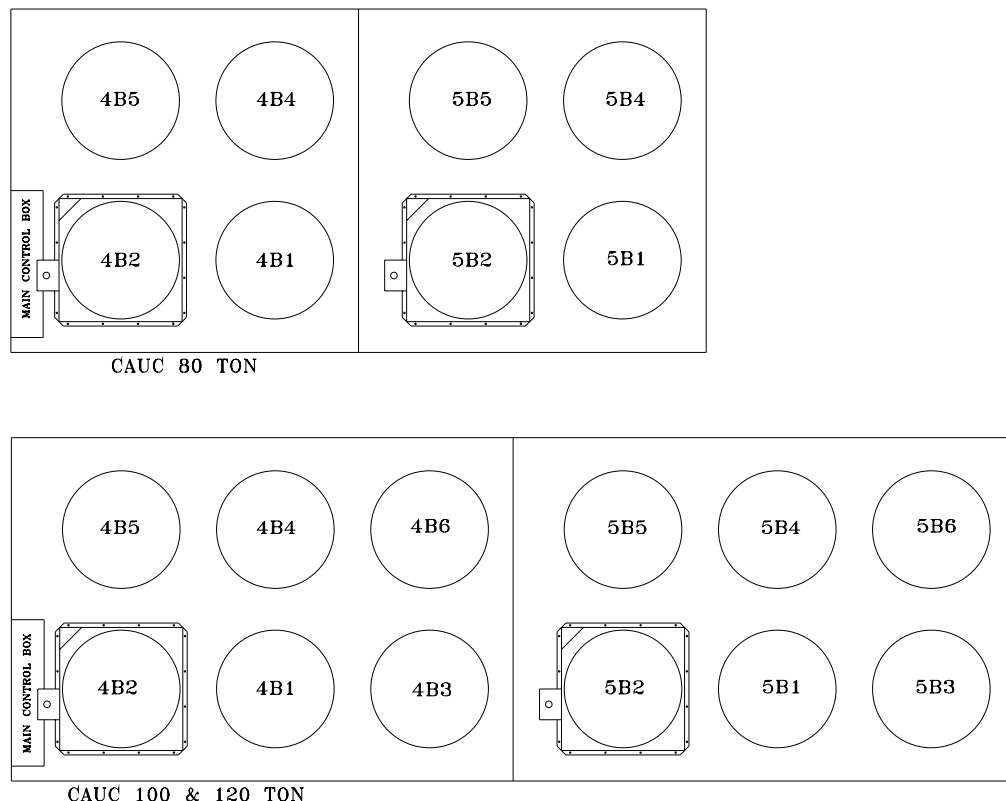 4B5 4B4 5B5 5B4
MAIN CONTROL BOX
4B2 4B1 5B2 5B1
CAUC 80 TON
4B5 4B4 4B6 5B5 5B4 5B6
MAIN CONTROL BOX
4B2 4B1 4B3 5B2 5B1 5B3
CAUC 100 & 120 TON